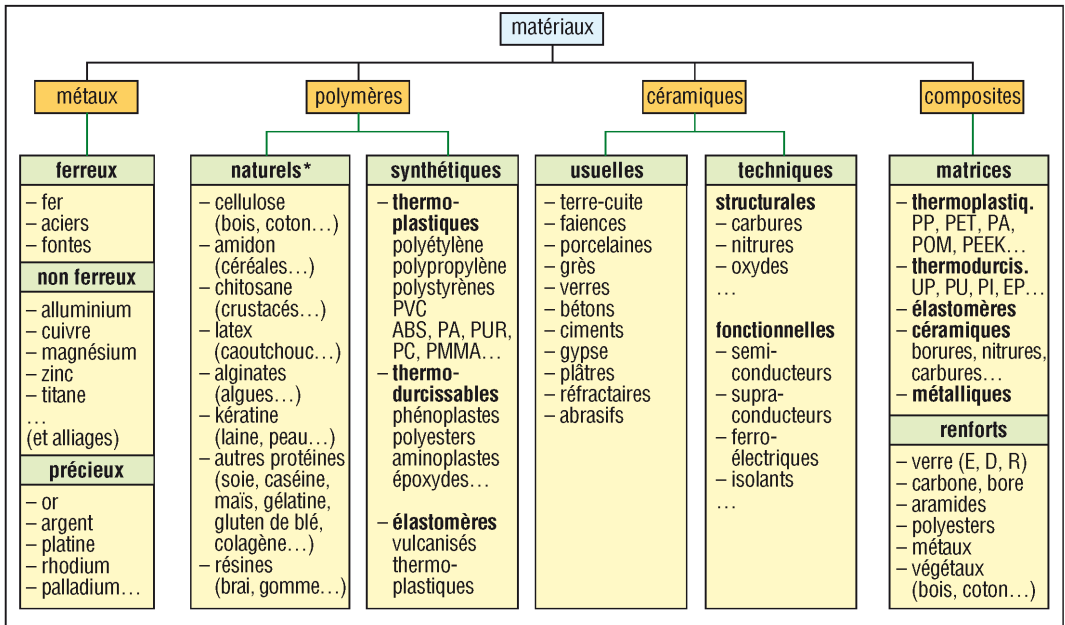 matériaux
métaux
polymères
céramiques
composites
ferreux
– fer
– aciers
– fontes
non ferreux
– alluminium
– cuivre
– magnésium
– zinc
– titane
…
(et alliages)
précieux
– or
– argent
– platine
– rhodium
– palladium…
naturels*
– cellulose
(bois, coton…)
– amidon
(céréales…)
– chitosane
(crustacés…)
– latex
(caoutchouc…)
– alginates
(algues…)
– kératine
(laine, peau…)
– autres protéines
(soie, caséine,
maïs, gélatine,
gluten de blé,
colagène…)
– résines
(brai, gomme…)
synthétiques
– thermo-
plastiques
polyétylène
polypropylène
polystyrènes
PVC
ABS, PA, PUR,
PC, PMMA…
– thermo-
durcissables
phénoplastes
polyesters
aminoplastes
époxydes…
– élastomères
vulcanisés
thermo-
plastiques
usuelles
– terre-cuite
– faiences
– porcelaines
– grès
– verres
– bétons
– ciments
– gypse
– plâtres
– réfractaires
– abrasifs
techniques
structurales
– carbures
– nitrures
– oxydes
…
fonctionnelles
– semi-
conducteurs
– supra-
conducteurs
– ferro-
électriques
– isolants
…
matrices
– thermoplastiq.
PP, PET, PA,
POM, PEEK…
– thermodurcis.
UP, PU, PI, EP…
– élastomères
– céramiques
borures, nitrures,
carbures…
– métalliques
renforts
– verre (E, D, R)
– carbone, bore
– aramides
– polyesters
– métaux
– végétaux
(bois, coton…)